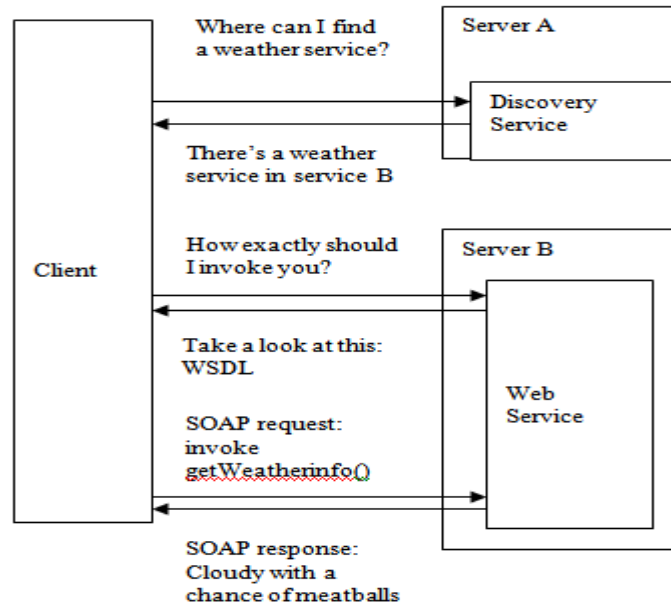 Where can I find
a weather service?
Server A
Discovery
Service
There's a weather
service in service B
Client
How exactly should
I invoke you?
Server B
Take a look at this:
WSDL
Web
Service
SOAP request:
invoke
getWeatherinfo()
SOAP response:
Cloudy with a
chance of meatballs